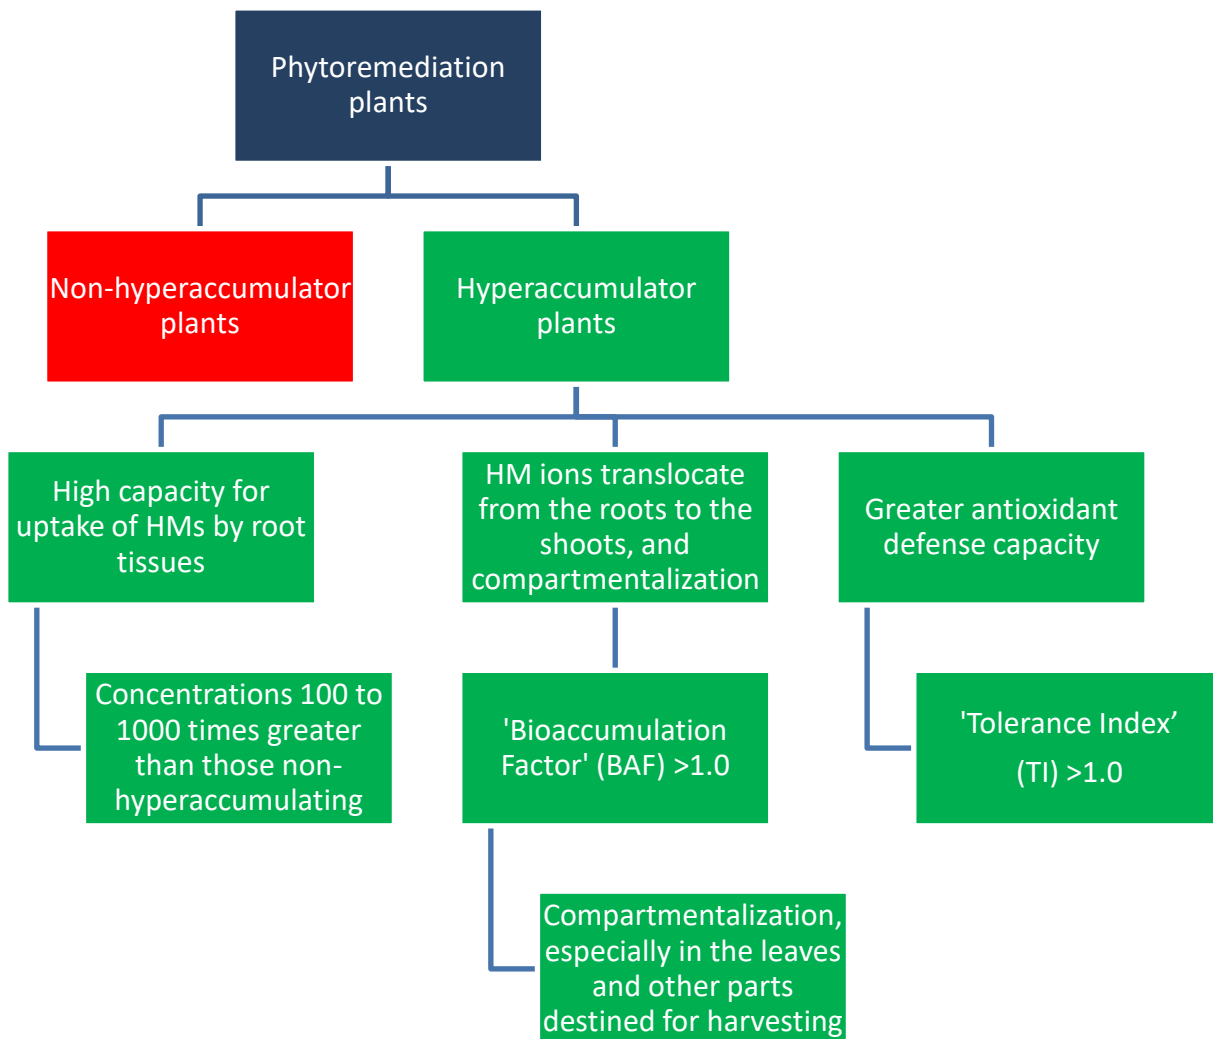 Phytoremediation
plants
Non-hyperaccumulator
plants
Hyperaccumulator
plants
High capacity for
uptake of HMs by root
tissues
HM ions translocate
from the roots to the
shoots, and
compartmentalization
Greater antioxidant
defense capacity
Concentrations 100 to
1000 times greater
than those non-
hyperaccumulating
'Bioaccumulation
Factor' (BAF) >1.0
'Tolerance Index’
(TI) >1.0
Compartmentalization,
especially in the leaves
and other parts
destined for harvesting